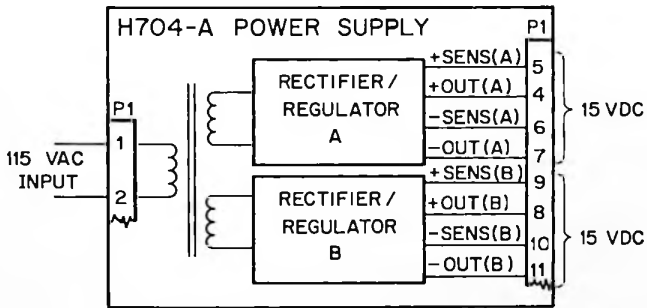 H704-A POWER SUPPLY
P1
+SENS(A)
5
+OUT(A)
4
-SENS(A)
6
-OUT(A)
7
15 VDC
RECTIFIER/
REGULATOR
A
P1
1
2
115 VAC
INPUT
+SENS(B)
9
+OUT(B)
8
-SENS(B)
10
-OUT(B)
11
15 VDC
RECTIFIER/
REGULATOR
B